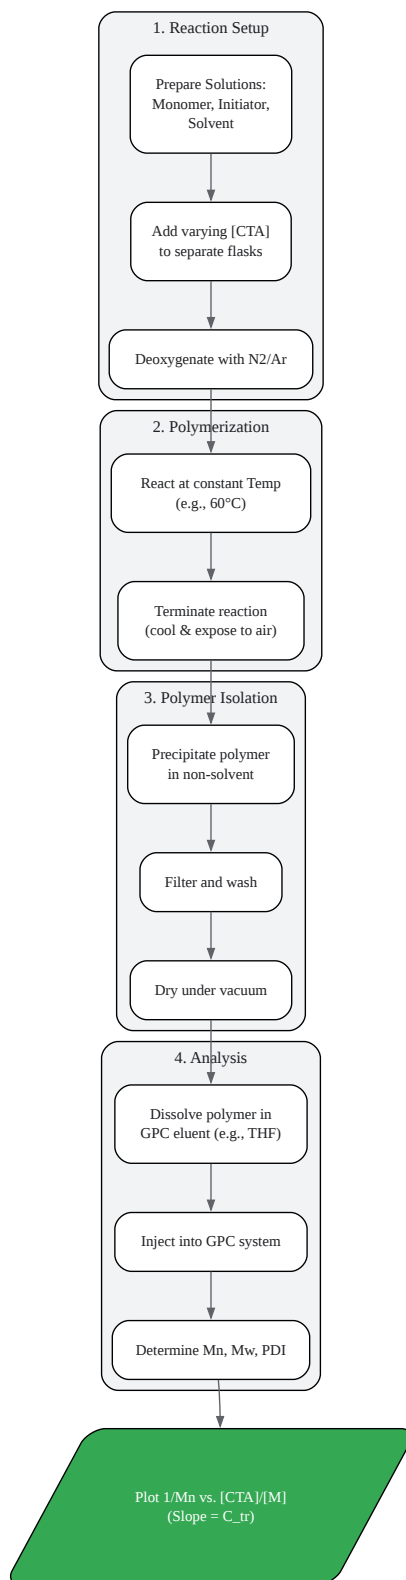 1. Reaction Setup
Prepare Solutions:
Monomer, Initiator,
Solvent
Add varying [CTA]
to separate flasks
Deoxygenate with N2/Ar
2. Polymerization
React at constant Temp
(e.g., 60°C)
Terminate reaction
(cool & expose to air)
3. Polymer Isolation
Precipitate polymer
in non-solvent
Filter and wash
Dry under vacuum
4. Analysis
Dissolve polymer in
GPC eluent (e.g., THF)
Inject into GPC system
Determine Mn, Mw, PDI
Plot 1/Mn vs. [CTA]/[M]
(Slope = C_tr)